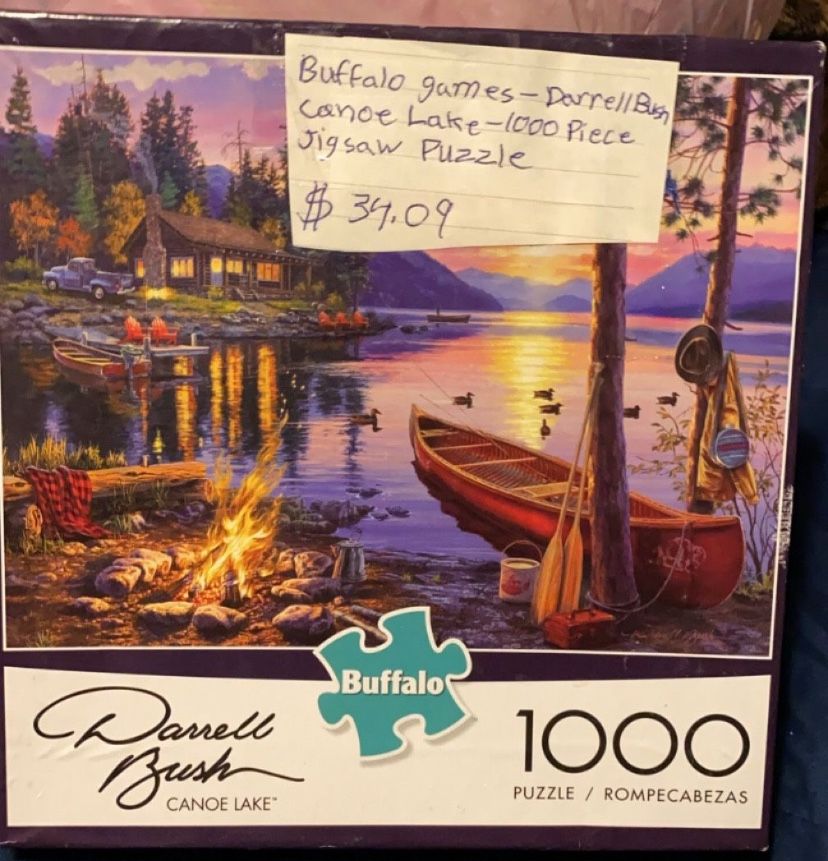 Buffalo games - Darrell Bush
Canoe Lake - 1000 Piece
Jigsaw Puzzle
$ 34.09
Buffalo
Darrell
Bush
CANOE LAKE™
1000
PUZZLE / ROMPECABEZAS